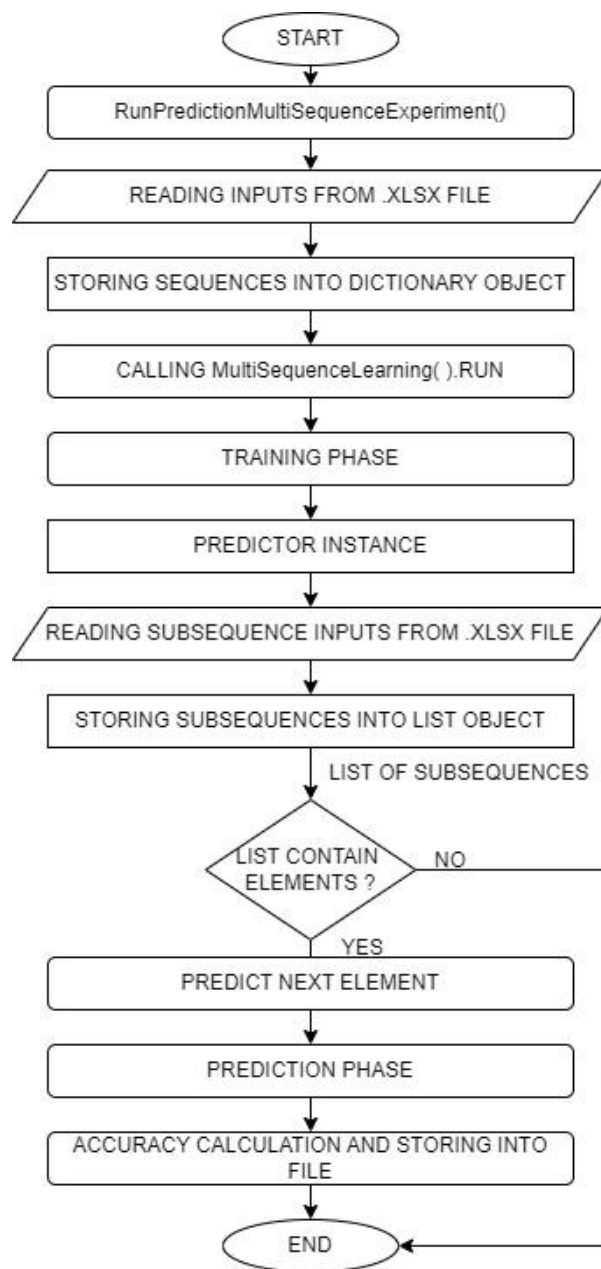 START
RunPredictionMultiSequenceExperiment()
READING INPUTS FROM .XLSX FILE
STORING SEQUENCES INTO DICTIONARY OBJECT
CALLING MultiSequenceLearning( ).RUN
TRAINING PHASE
PREDICTOR INSTANCE
READING SUBSEQUENCE INPUTS FROM .XLSX FILE
STORING SUBSEQUENCES INTO LIST OBJECT
LIST OF SUBSEQUENCES
LIST CONTAIN
ELEMENTS ?
NO
YES
PREDICT NEXT ELEMENT
PREDICTION PHASE
ACCURACY CALCULATION AND STORING INTO
FILE
END